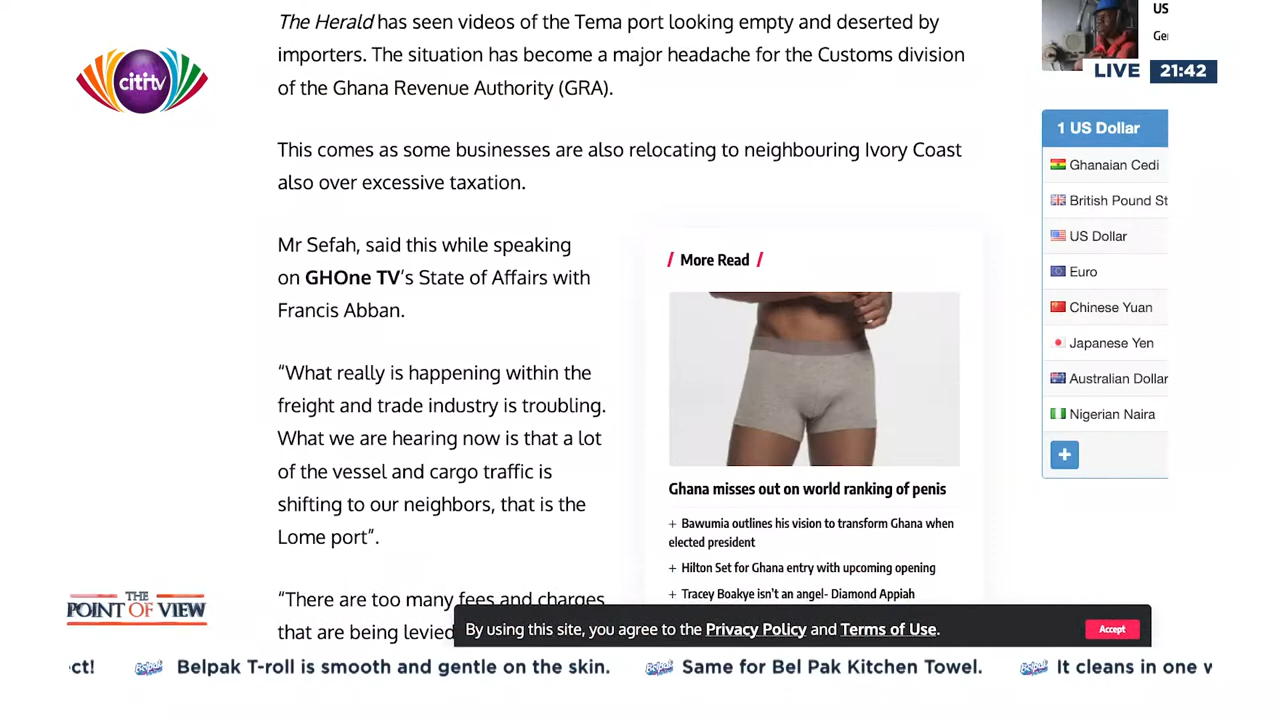 The Herald has seen videos of the Tema port looking empty and deserted by
importers. The situation has become a major headache for the Customs division
of the Ghana Revenue Authority (GRA).
This comes as some businesses are also relocating to neighbouring Ivory Coast
also over excessive taxation.
Mr Sefah, said this while speaking
on GHOne TV's State of Affairs with
Francis Abban.
“What really is happening within the
freight and trade industry is troubling.
What we are hearing now is that a lot
of the vessel and cargo traffic is
shifting to our neighbors, that is the
Lome port”.
“There are too many fees and charges
that are being levied
/ More Read /
Ghana misses out on world ranking of penis
+ Bawumia outlines his vision to transform Ghana when
elected president
+ Hilton Set for Ghana entry with upcoming opening
+ Tracey Boakye isn't an angel- Diamond Appiah
US
Ge
LIVE 21:42
1 US Dollar
Ghanaian Cedi
British Pound St
US Dollar
Euro
Chinese Yuan
Japanese Yen
Australian Dollar
Nigerian Naira
+
cititv
THE
POINT OF VIEW
By using this site, you agree to the Privacy Policy and Terms of Use.
Accept
ct! Belpak T-roll is smooth and gentle on the skin. Same for Bel Pak Kitchen Towel. It cleans in one w